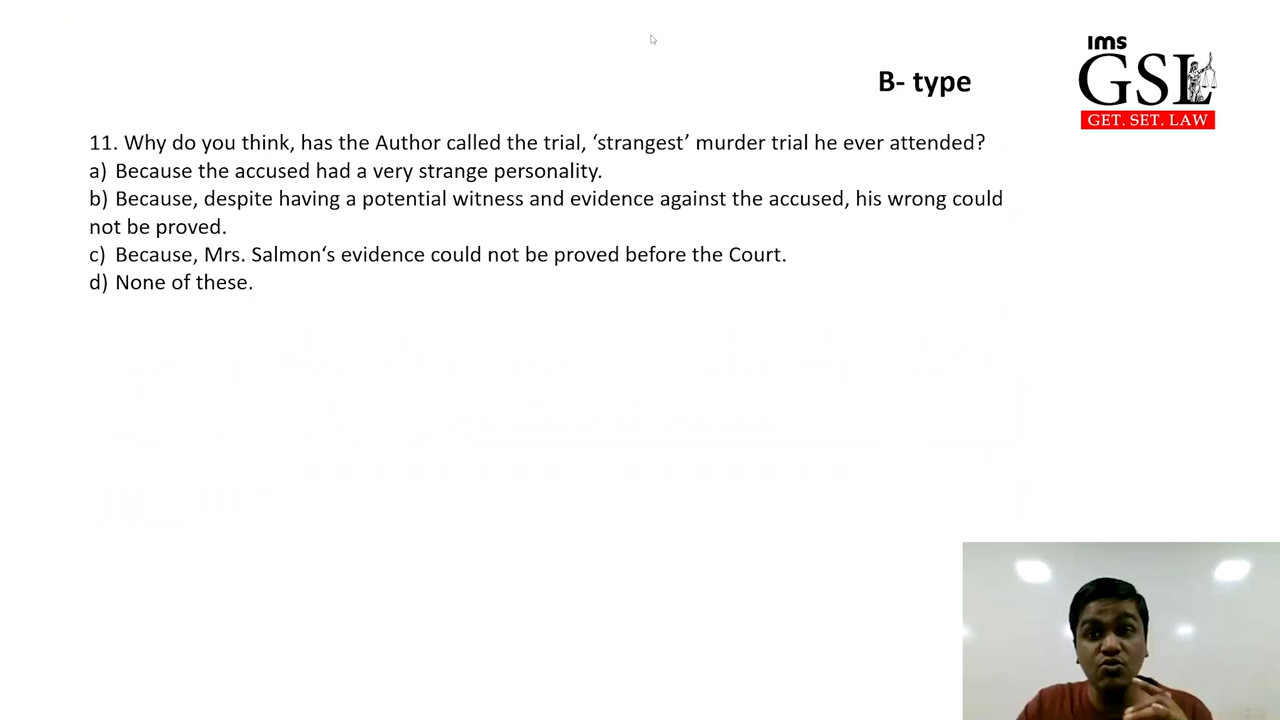 ims
GSL
GET. SET. LAW
B- type
11. Why do you think, has the Author called the trial, ‘strangest’ murder trial he ever attended?
a) Because the accused had a very strange personality.
b) Because, despite having a potential witness and evidence against the accused, his wrong could
not be proved.
c) Because, Mrs. Salmon‘s evidence could not be proved before the Court.
d) None of these.